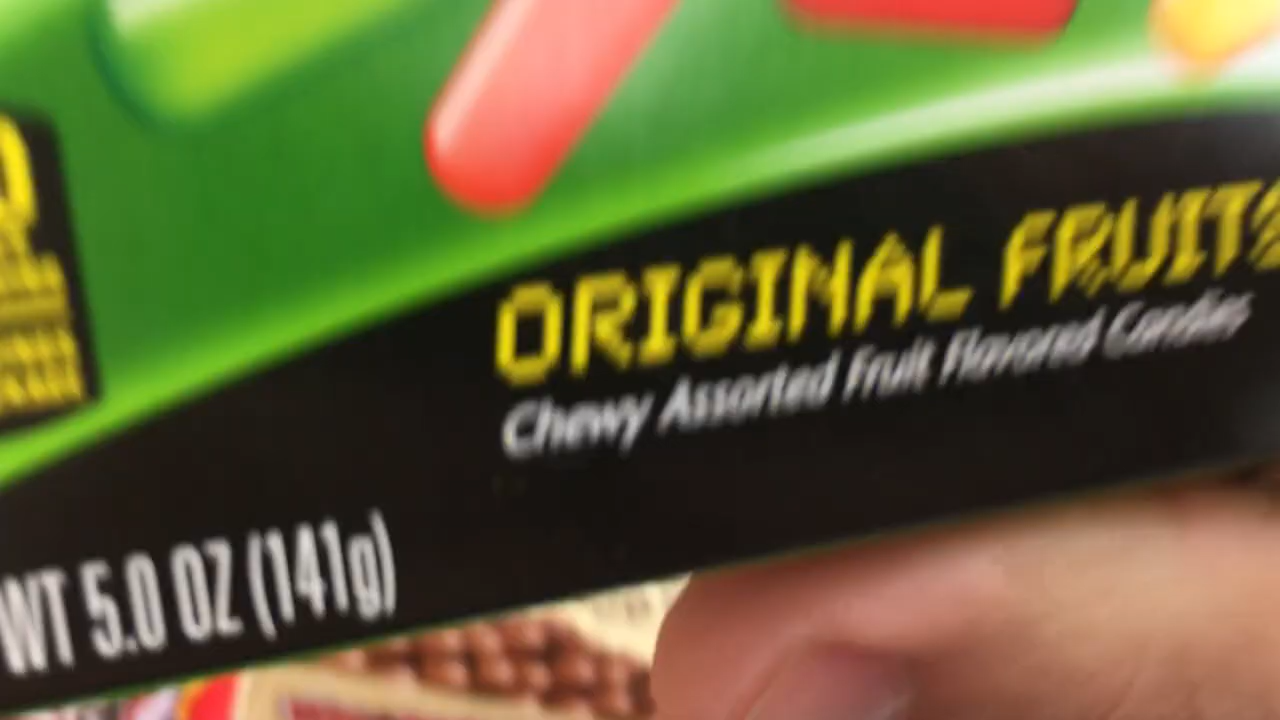 ORIGINAL FRUITS
Chewy Assorted Fruit Flavored Candies
WT 5.0 OZ (141g)